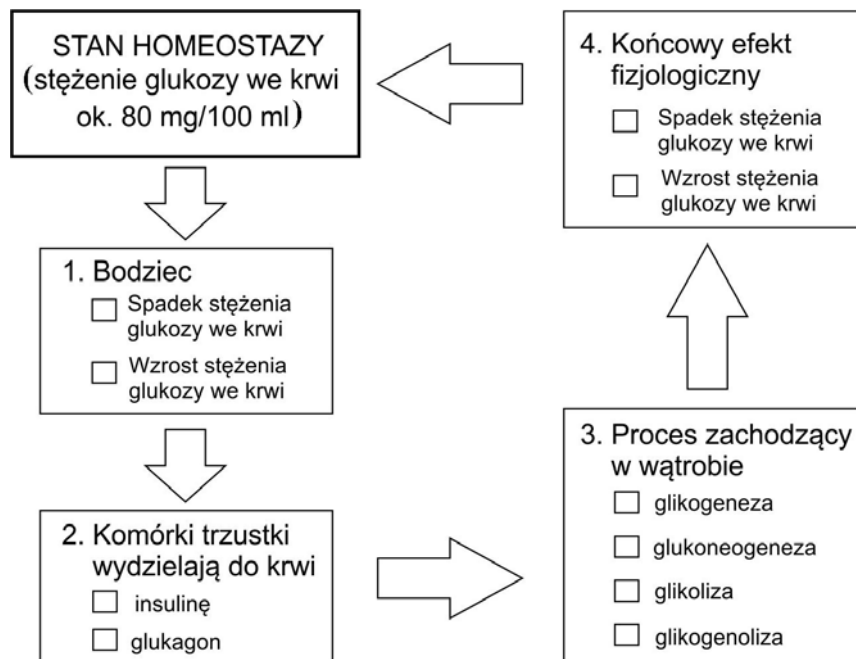 STAN HOMEOSTAZY
(stężenie glukozy we krwi
ok. 80 mg/100 ml)
1. Bodziec
Spadek stężenia
glukozy we krwi
Wzrost stężenia
glukozy we krwi
2. Komórki trzustki
wydzielają do krwi
insulinę
glukagon
3. Proces zachodzący
w wątrobie
glikogeneza
glukoneogeneza
glikoliza
glikogenoliza
4. Końcowy efekt
fizjologiczny
Spadek stężenia
glukozy we krwi
Wzrost stężenia
glukozy we krwi